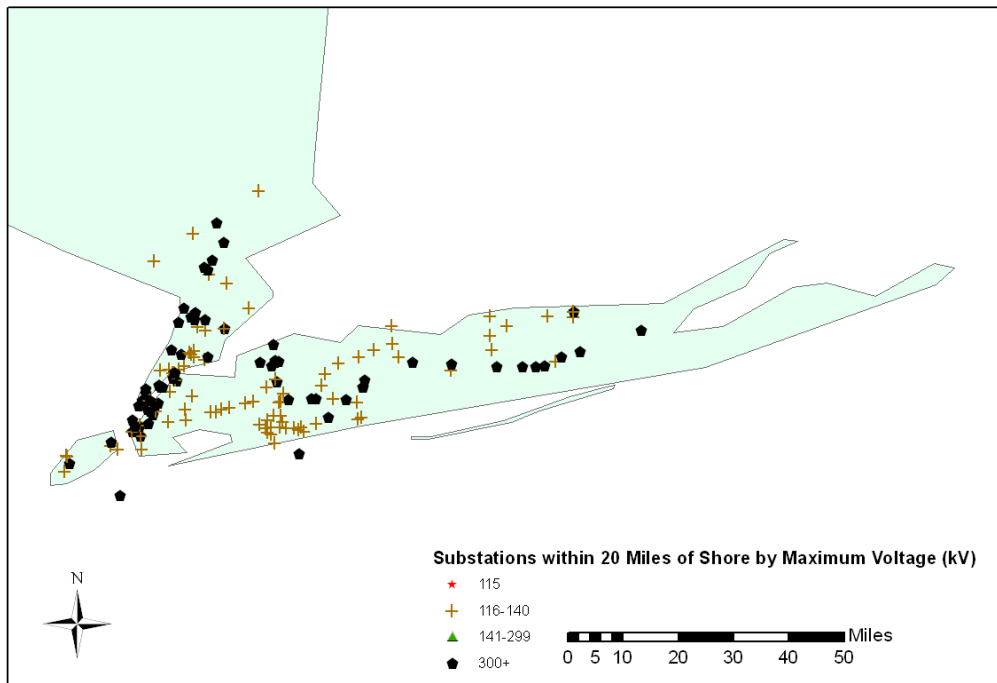 Substations within 20 Miles of Shore by Maximum Voltage (kV)
115
116-140
141-299
300+
N
Miles
0 5 10 20 30 40 50